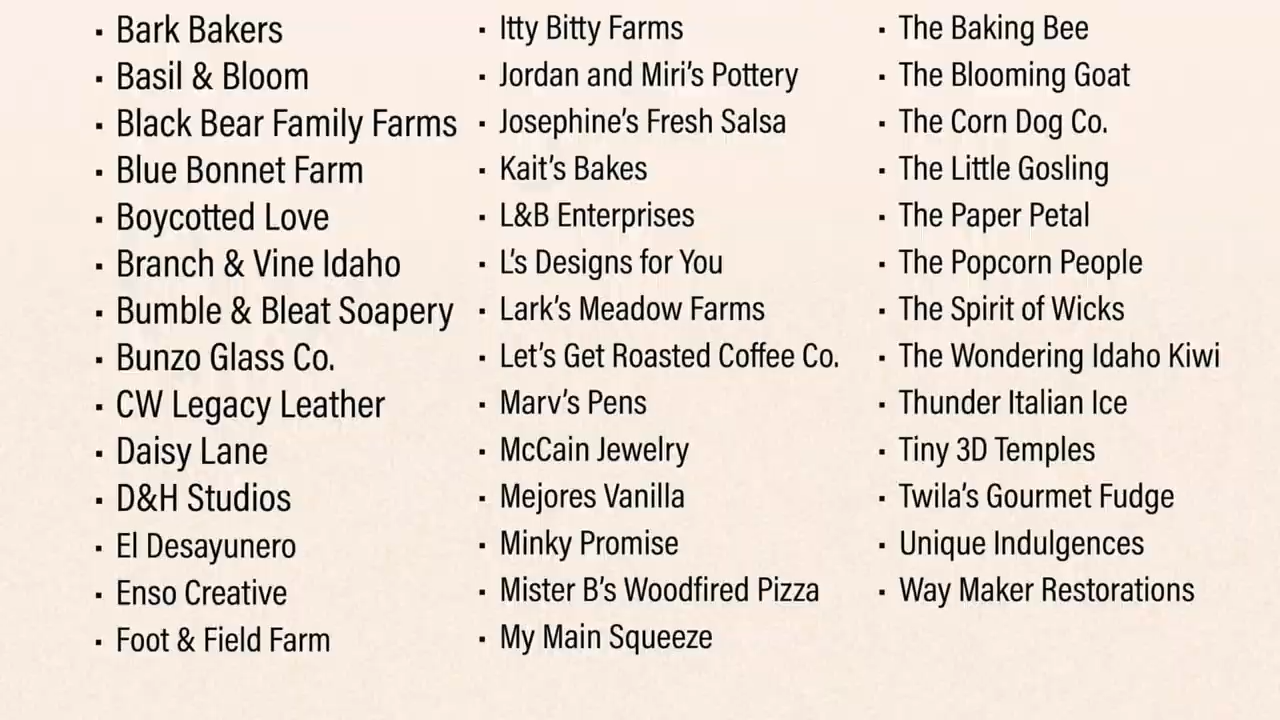 ▪ Bark Bakers
▪ Basil & Bloom
▪ Black Bear Family Farms
▪ Blue Bonnet Farm
▪ Boycotted Love
▪ Branch & Vine Idaho
▪ Bumble & Bleat Soapery
▪ Bunzo Glass Co.
▪ CW Legacy Leather
▪ Daisy Lane
▪ D&H Studios
▪ El Desayunero
▪ Enso Creative
▪ Foot & Field Farm
▪ Itty Bitty Farms
▪ Jordan and Miri’s Pottery
▪ Josephine’s Fresh Salsa
▪ Kait’s Bakes
▪ L&B Enterprises
▪ L’s Designs for You
▪ Lark’s Meadow Farms
▪ Let’s Get Roasted Coffee Co.
▪ Marv’s Pens
▪ McCain Jewelry
▪ Mejores Vanilla
▪ Minky Promise
▪ Mister B’s Woodfired Pizza
▪ My Main Squeeze
▪ The Baking Bee
▪ The Blooming Goat
▪ The Corn Dog Co.
▪ The Little Gosling
▪ The Paper Petal
▪ The Popcorn People
▪ The Spirit of Wicks
▪ The Wondering Idaho Kiwi
▪ Thunder Italian Ice
▪ Tiny 3D Temples
▪ Twila’s Gourmet Fudge
▪ Unique Indulgences
▪ Way Maker Restorations